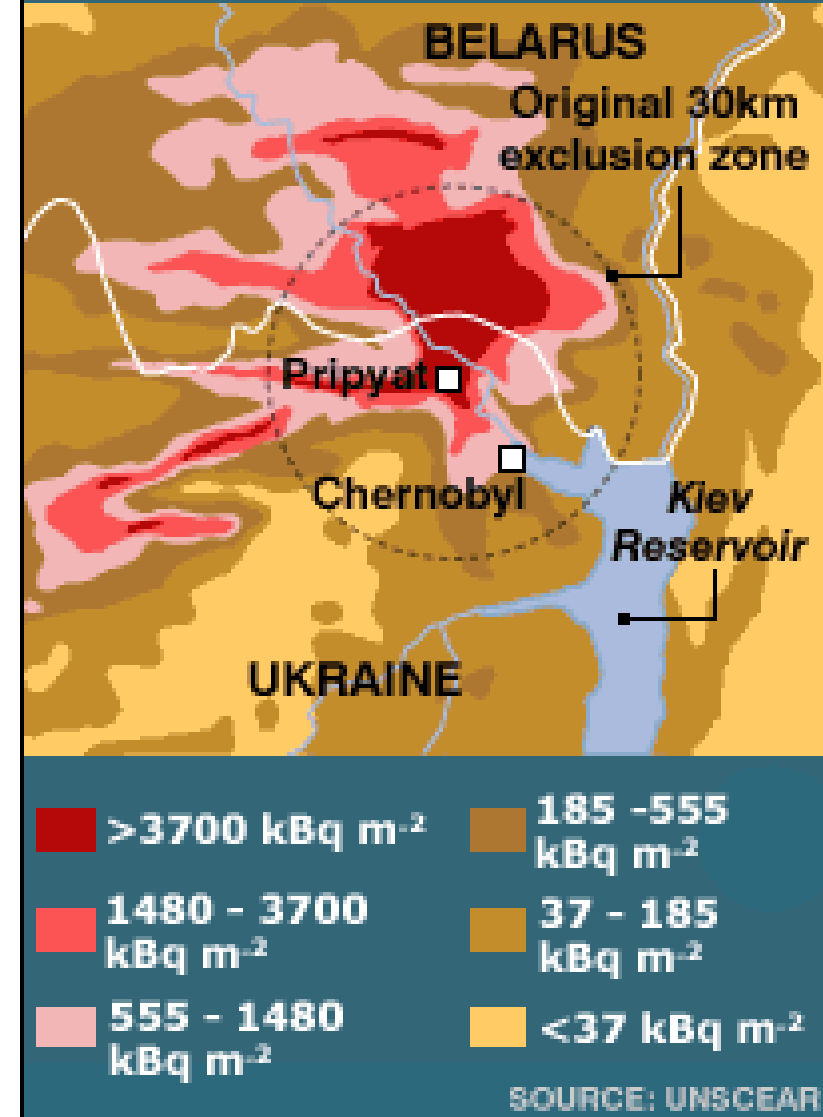 BELARUS
Original 30km
exclusion zone
Pripyat
Chernobyl
Kiev
Reservoir
UKRAINE
>3700 kBq m-2
1480 - 3700
kBq m-2
555 - 1480
kBq m-2
185 -555
kBq m-2
37 - 185
kBq m-2
<37 kBq m-2
SOURCE: UNSCEAR